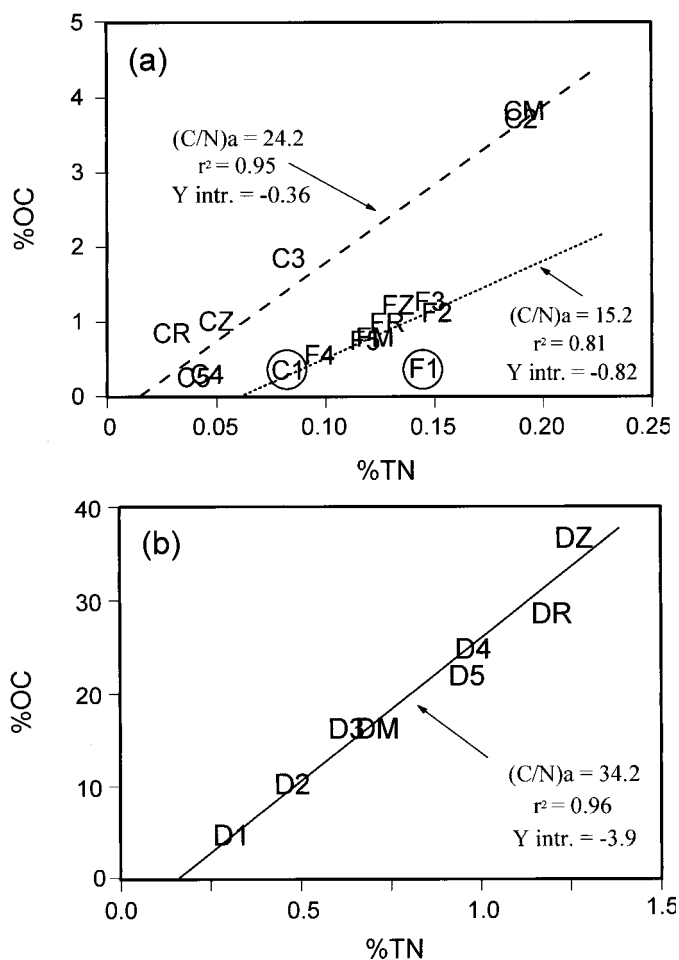 5
(a)
CM
C2
4
(C/N)a = 24.2
r² = 0.95
Y intr. = -0.36
3
%OC
2
C3
CR
CZ
FZ
F3
F2
FR
FM
F5
F4
1
C5
C4
C1
F1
(C/N)a = 15.2
r² = 0.81
Y intr. = -0.82
0
0
0.05
0.10
0.15
0.20
0.25
%TN
40
(b)
DZ
30
DR
D4
D5
%OC
20
D3
DM
(C/N)a = 34.2
r² = 0.96
Y intr. = -3.9
10
D2
D1
0
0.0
0.5
1.0
1.5
%TN